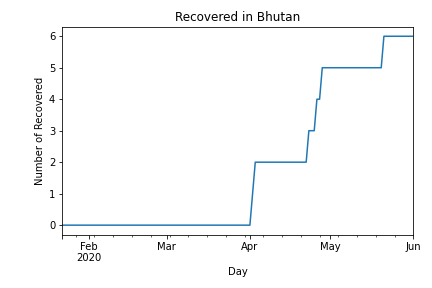 Recovered in Bhutan
Number of Recovered
6
5
4
3
2
1
0
Feb
2020
Mar
Apr
May
Jun
Day